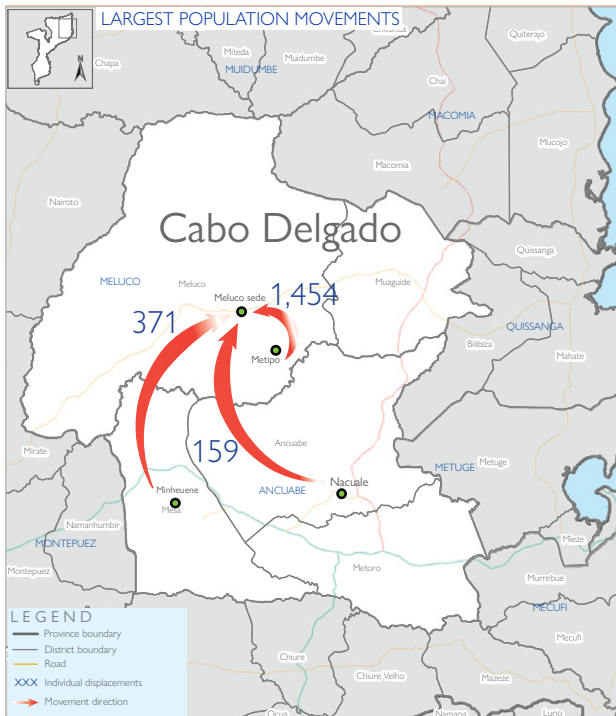 LARGEST POPULATION MOVEMENTS
N
Chapa
Miteda
Muidumbe
MUIDUMBE
Chitunda
Quiterajo
Chai
MACOMIA
Mucojo
Macomia
Nairoto
Quissanga
Cabo Delgado
MELUCO
Meluco
Meluco sede
1,454
Muaguide
371
QUISSANGA
Bilibiza
Mahate
Metipo
Mirate
159
Ancuabe
METUGE
Metuge
Minheuene
Mesa
ANCUABE
Nacuale
Namanhumbir
MONTEPUEZ
Mieze
Montepuez
Metoro
Murrebue
MECUFI
Mecufi
LEGEND
Province boundary
District boundary
Road
XXX Individual displacements
Movement direction
Chiure
Chiure Velho
Mazeze
Ocua
Namapa
Lurio